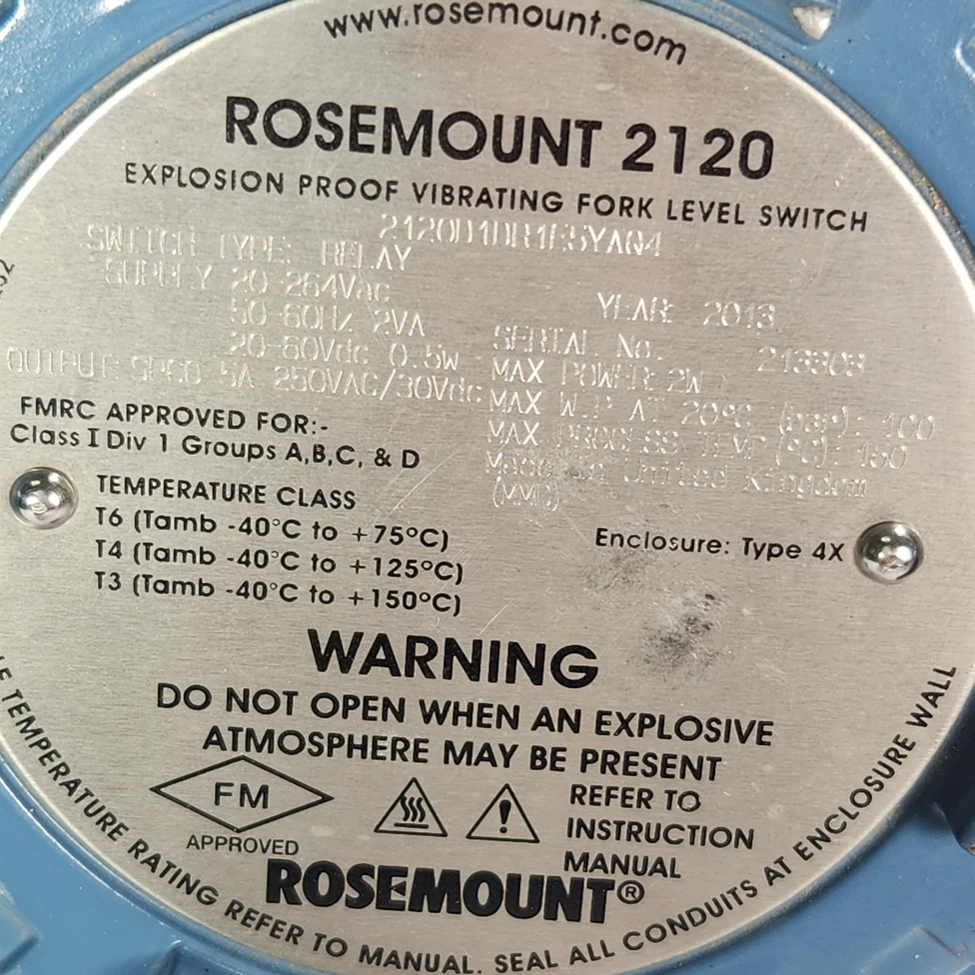 www.rosemount.com
ROSEMOUNT 2120
EXPLOSION PROOF VIBRATING FORK LEVEL SWITCH
SWITCH TYPE: RELAY
SUPPLY 20-264Vac
50-60Hz 2VA
20-60Vdc 0.5W
OUTPUT: SPCO 5A 250VAC/30Vdc
YEAR: 2013
SERIAL No.
MAX POWER: 2W
MAX W.P. AT 20°C (bar): 100
MAX PROCESS TEMP (°C): 150
Made in United Kingdom
FMRC APPROVED FOR:-
Class I Div 1 Groups A,B,C, & D
TEMPERATURE CLASS
T6 (Tamb -40°C to +75°C)
T4 (Tamb -40°C to +125°C)
T3 (Tamb -40°C to +150°C)
Enclosure: Type 4X
WARNING
DO NOT OPEN WHEN AN EXPLOSIVE
ATMOSPHERE MAY BE PRESENT
FM
APPROVED
REFER TO
INSTRUCTION
MANUAL
ROSEMOUNT®
TEMPERATURE RATING REFER TO MANUAL. SEAL ALL CONDUITS AT ENCLOSURE WALL